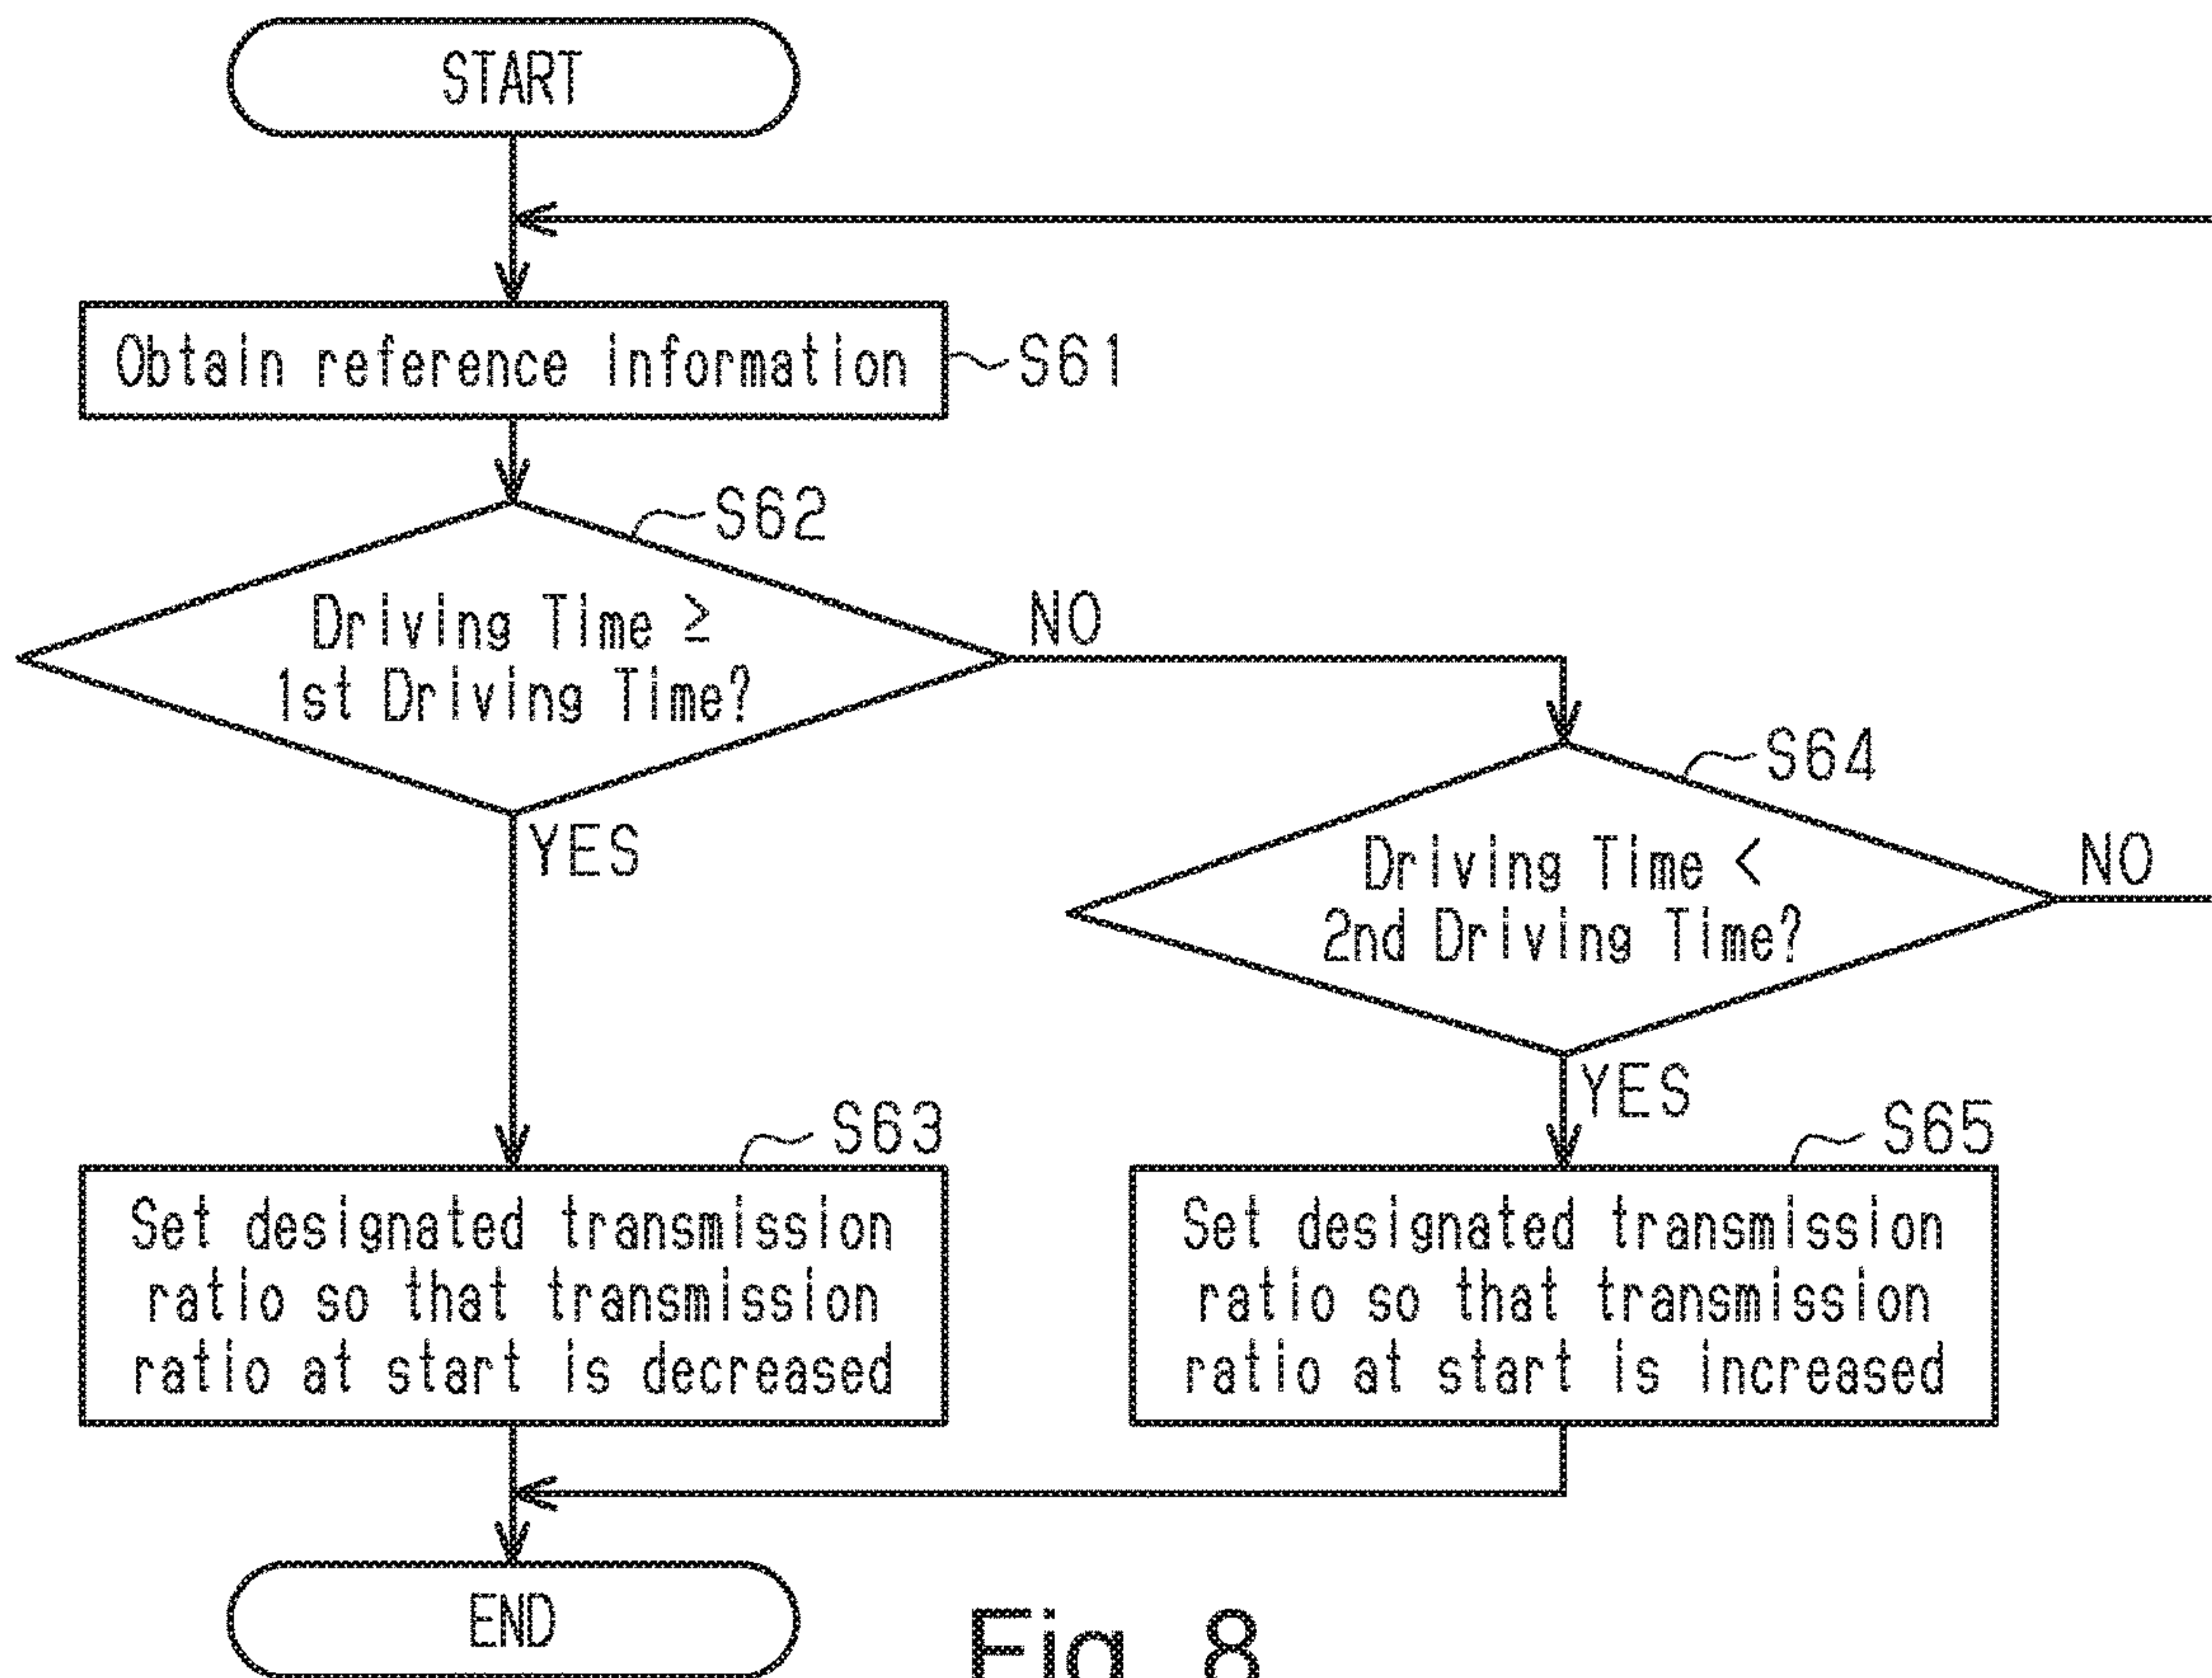 START
Obtain reference information
S61
S62
Driving Time ≥
1st Driving Time?
NO
YES
S64
Driving Time <
2nd Driving Time?
NO
YES
S63
Set designated transmission
ratio so that transmission
ratio at start is decreased
S65
Set designated transmission
ratio so that transmission
ratio at start is increased
END
Fig. 8